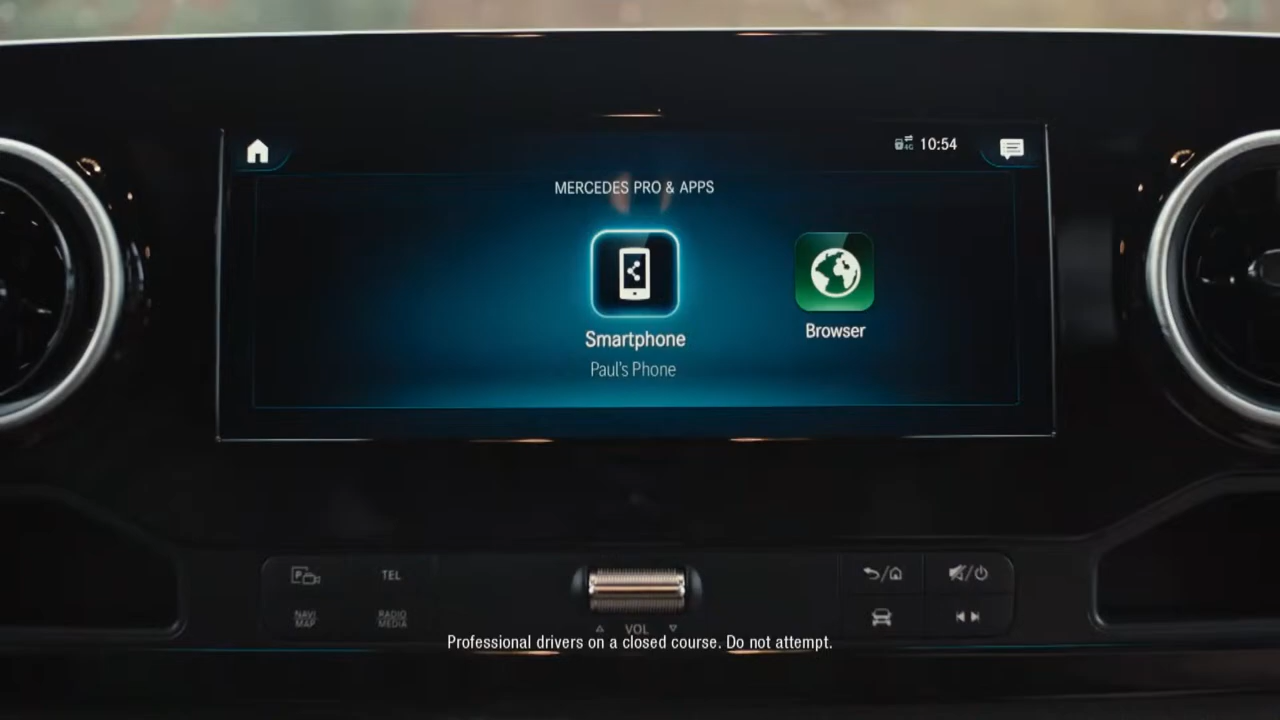 4G 10:54
MERCEDES PRO & APPS
Smartphone
Paul's Phone
Browser
TEL
NAVI
MAP
RADIO
MEDIA
VOL
Professional drivers on a closed course. Do not attempt.